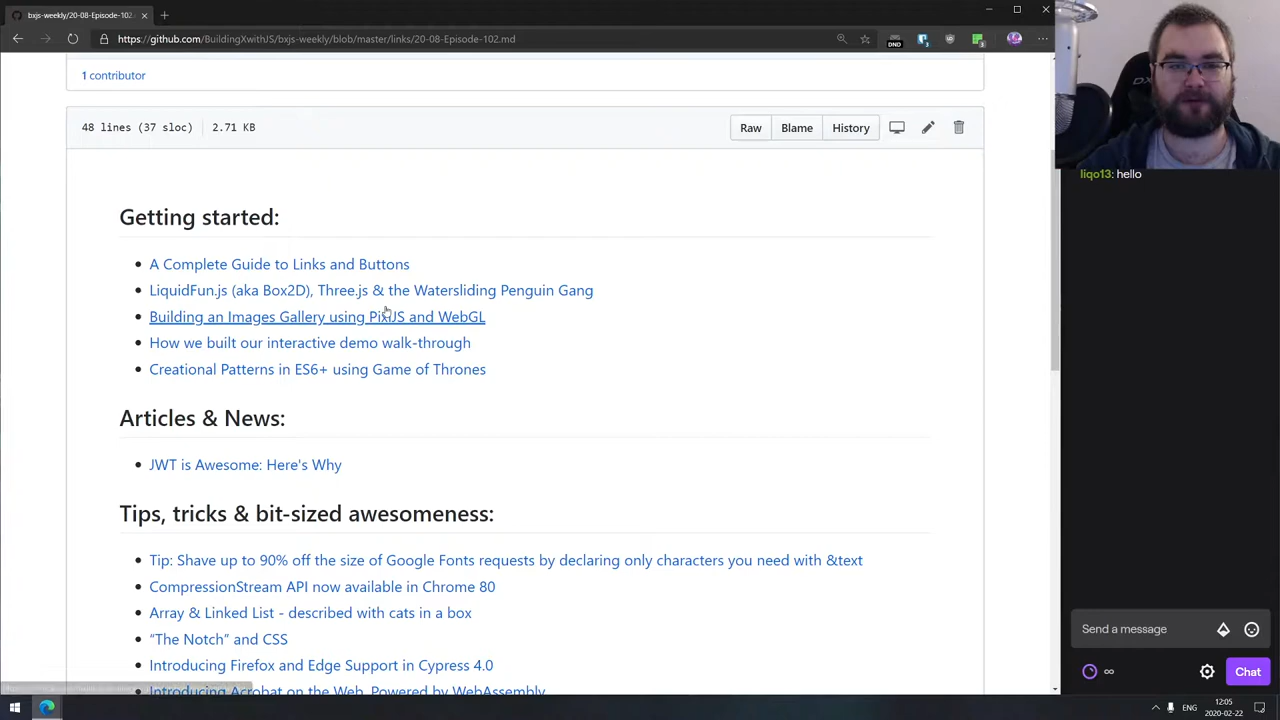 bxjs-weekly/20-08-Episode-102.
https://github.com/BuildingXwithJS/bxjs-weekly/blob/master/links/20-08-Episode-102.md
DND
1 contributor
48 lines (37 sloc) 2.71 KB
Raw Blame History
liqo13: hello
Getting started:
A Complete Guide to Links and Buttons
LiquidFun.js (aka Box2D), Three.js & the Watersliding Penguin Gang
Building an Images Gallery using PixiJS and WebGL
How we built our interactive demo walk-through
Creational Patterns in ES6+ using Game of Thrones
Articles & News:
JWT is Awesome: Here's Why
Tips, tricks & bit-sized awesomeness:
Tip: Shave up to 90% off the size of Google Fonts requests by declaring only characters you need with &text
CompressionStream API now available in Chrome 80
Array & Linked List - described with cats in a box
“The Notch” and CSS
Introducing Firefox and Edge Support in Cypress 4.0
Introducing Acrobat on the Web, Powered by WebAssembly
Send a message
Chat
ENG
12:05
2020-02-22